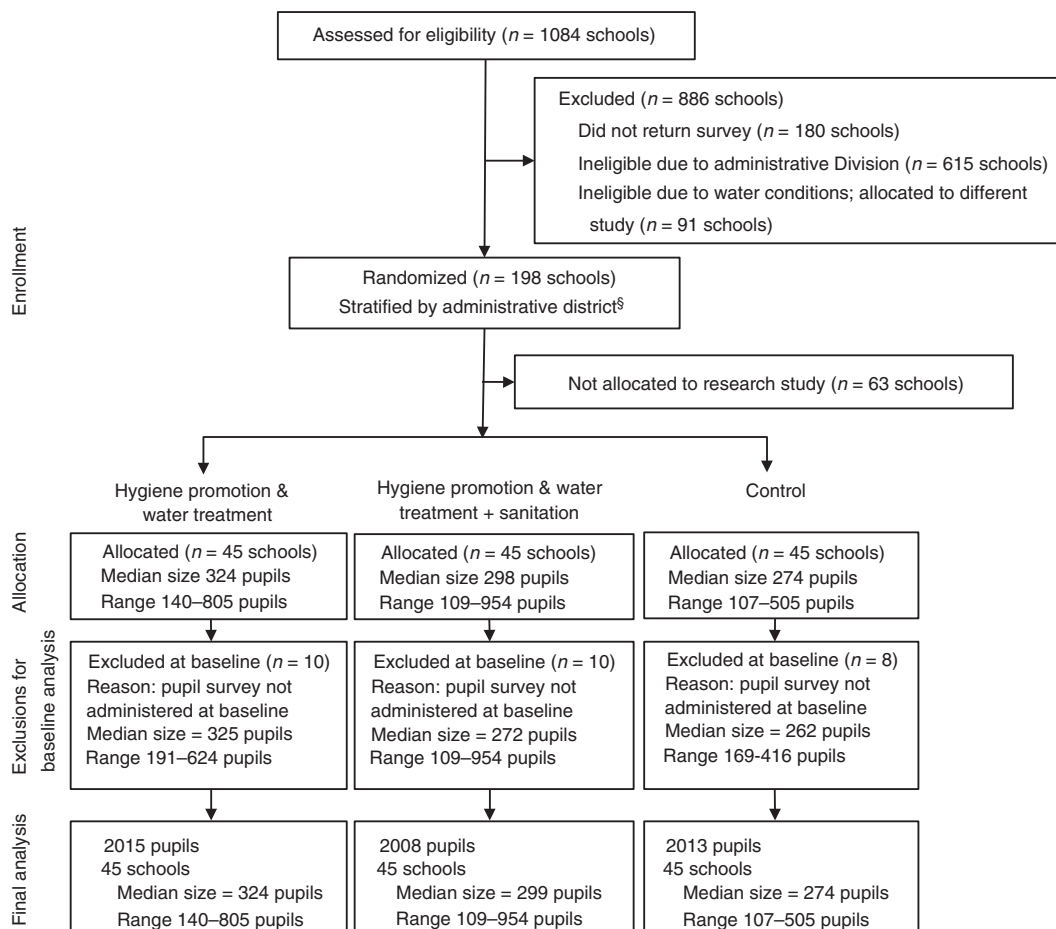 Assessed for eligibility (n = 1084 schools)
Excluded (n = 886 schools)
Did not return survey (n = 180 schools)
Ineligible due to administrative Division (n = 615 schools)
Ineligible due to water conditions; allocated to different
study (n = 91 schools)
Enrollment
Randomized (n = 198 schools)
Stratified by administrative district§
Not allocated to research study (n = 63 schools)
Hygiene promotion &
water treatment
Hygiene promotion & water
treatment + sanitation
Control
Allocation
Allocated (n = 45 schools)
Median size 324 pupils
Range 140–805 pupils
Allocated (n = 45 schools)
Median size 298 pupils
Range 109–954 pupils
Allocated (n = 45 schools)
Median size 274 pupils
Range 107–505 pupils
Exclusions for
baseline analysis
Excluded at baseline (n = 10)
Reason: pupil survey not
administered at baseline
Median size = 325 pupils
Range 191–624 pupils
Excluded at baseline (n = 10)
Reason: pupil survey not
administered at baseline
Median size = 272 pupils
Range 109–954 pupils
Excluded at baseline (n = 8)
Reason: pupil survey not
administered at baseline
Median size = 262 pupils
Range 169-416 pupils
Final analysis
2015 pupils
45 schools
Median size = 324 pupils
Range 140–805 pupils
2008 pupils
45 schools
Median size = 299 pupils
Range 109–954 pupils
2013 pupils
45 schools
Median size = 274 pupils
Range 107–505 pupils